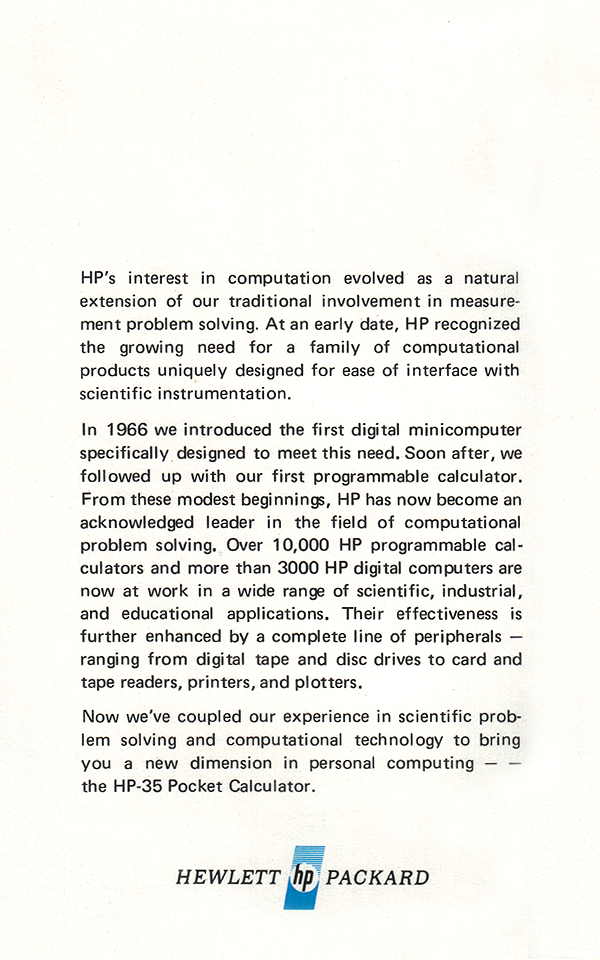 HP's interest in computation evolved as a natural
extension of our traditional involvement in measure-
ment problem solving. At an early date, HP recognized
the growing need for a family of computational
products uniquely designed for ease of interface with
scientific instrumentation.
In 1966 we introduced the first digital minicomputer
specifically designed to meet this need. Soon after, we
followed up with our first programmable calculator.
From these modest beginnings, HP has now become an
acknowledged leader in the field of computational
problem solving. Over 10,000 HP programmable cal-
culators and more than 3000 HP digital computers are
now at work in a wide range of scientific, industrial,
and educational applications. Their effectiveness is
further enhanced by a complete line of peripherals —
ranging from digital tape and disc drives to card and
tape readers, printers, and plotters.
Now we've coupled our experience in scientific prob-
lem solving and computational technology to bring
you a new dimension in personal computing — —
the HP-35 Pocket Calculator.
HEWLETT hp PACKARD